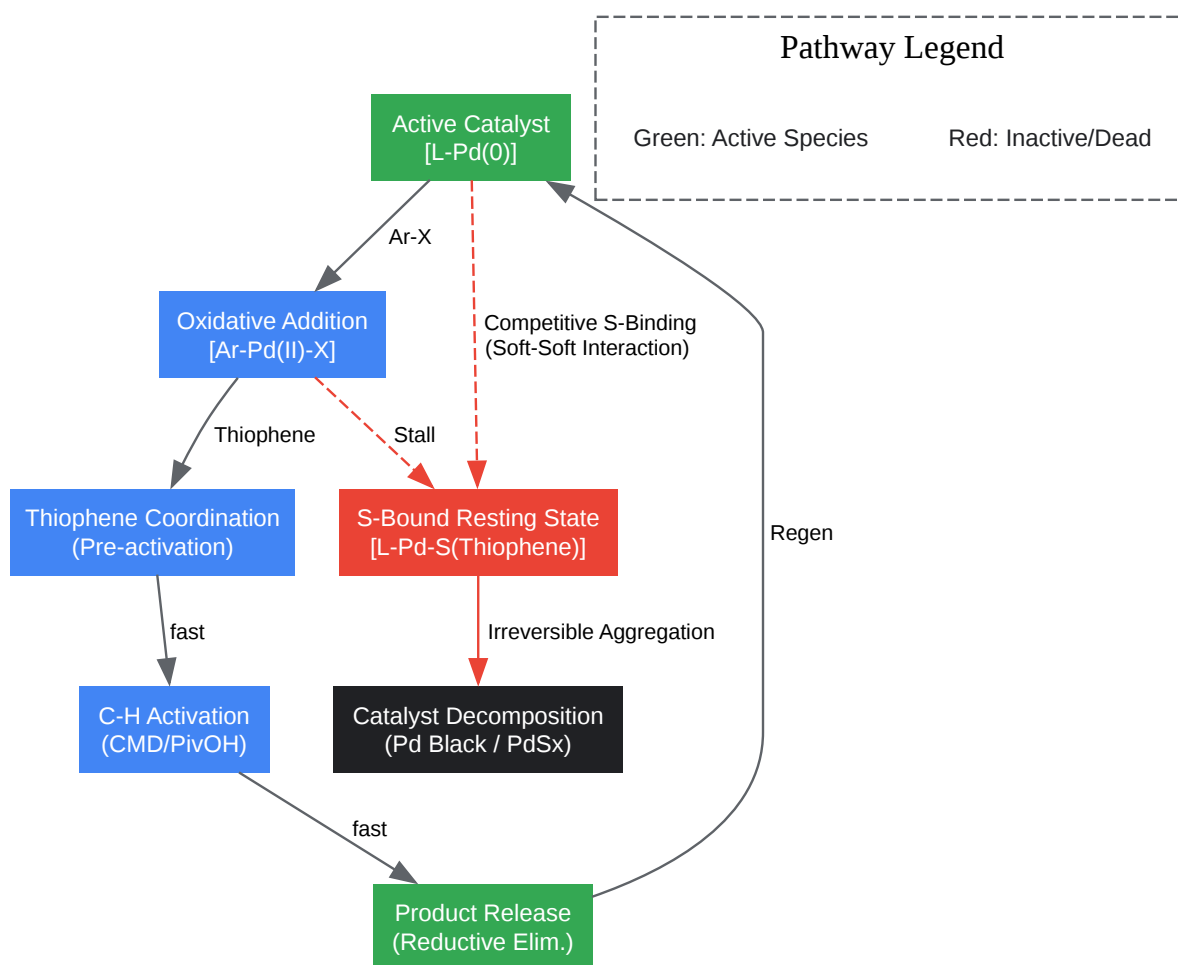 Pathway Legend
Green: Active Species
Red: Inactive/Dead
Active Catalyst
[L-Pd(0)]
Ar-X
Oxidative Addition
[Ar-Pd(II)-X]
Competitive S-Binding
(Soft-Soft Interaction)
Thiophene
Stall
Thiophene Coordination
(Pre-activation)
S-Bound Resting State
[L-Pd-S(Thiophene)]
Regen
fast
Irreversible Aggregation
C-H Activation
(CMD/PivOH)
Catalyst Decomposition
(Pd Black / PdSx)
fast
Product Release
(Reductive Elim.)